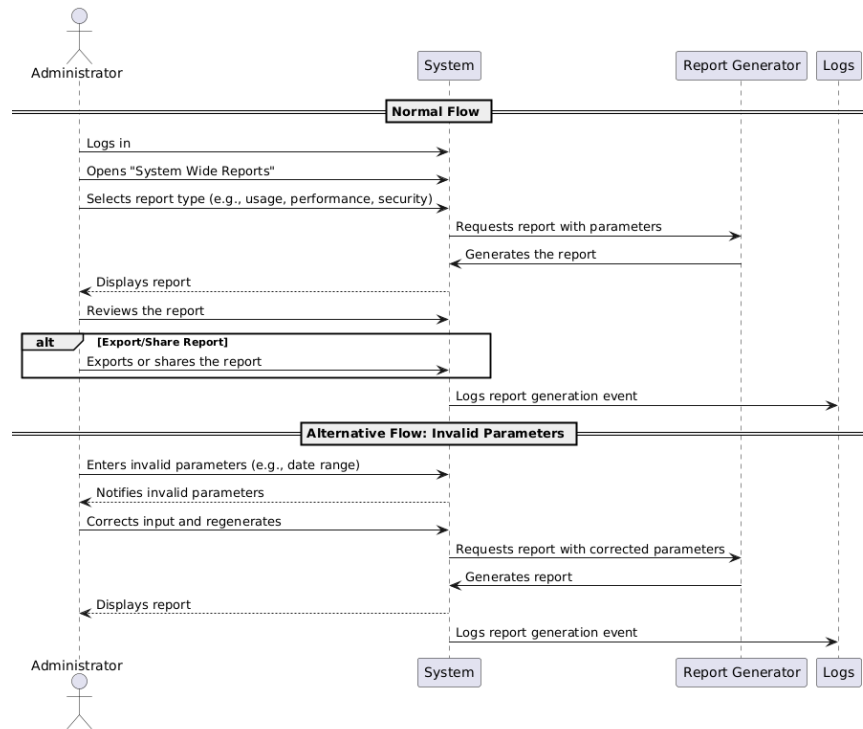 Administrator
System
Report Generator
Logs
Normal Flow
Logs in
Opens "System Wide Reports"
Selects report type (e.g., usage, performance, security)
Requests report with parameters
Generates the report
Displays report
Reviews the report
alt [Export/Share Report]
Exports or shares the report
Logs report generation event
Alternative Flow: Invalid Parameters
Enters invalid parameters (e.g., date range)
Notifies invalid parameters
Corrects input and regenerates
Requests report with corrected parameters
Generates report
Displays report
Logs report generation event
Administrator
System
Report Generator
Logs